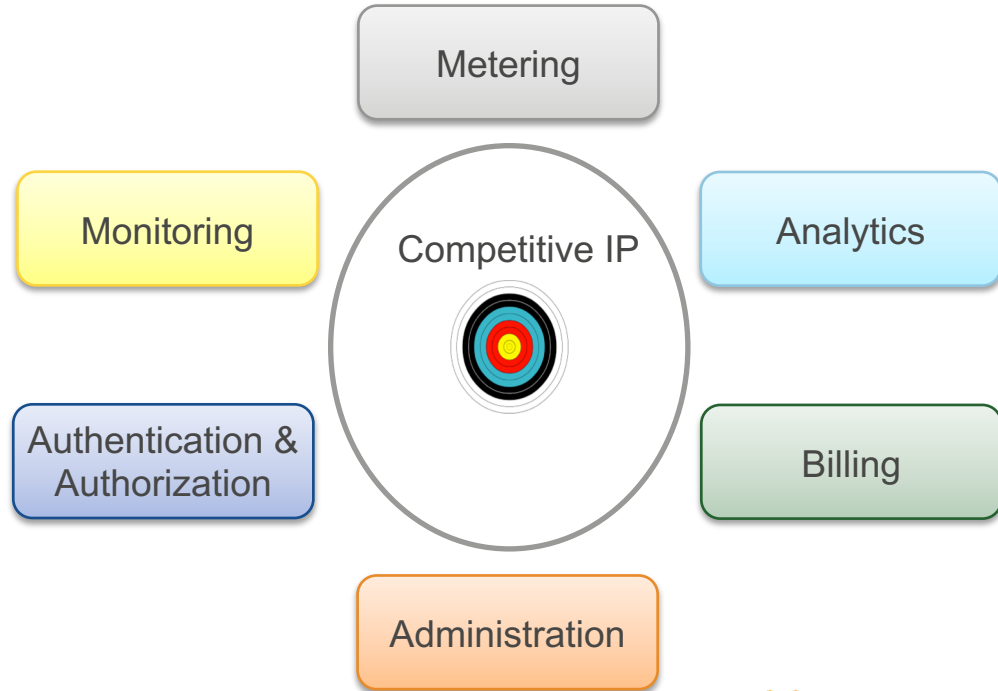 Metering
Monitoring
Analytics
Competitive IP
Authentication &
Authorization
Billing
Administration